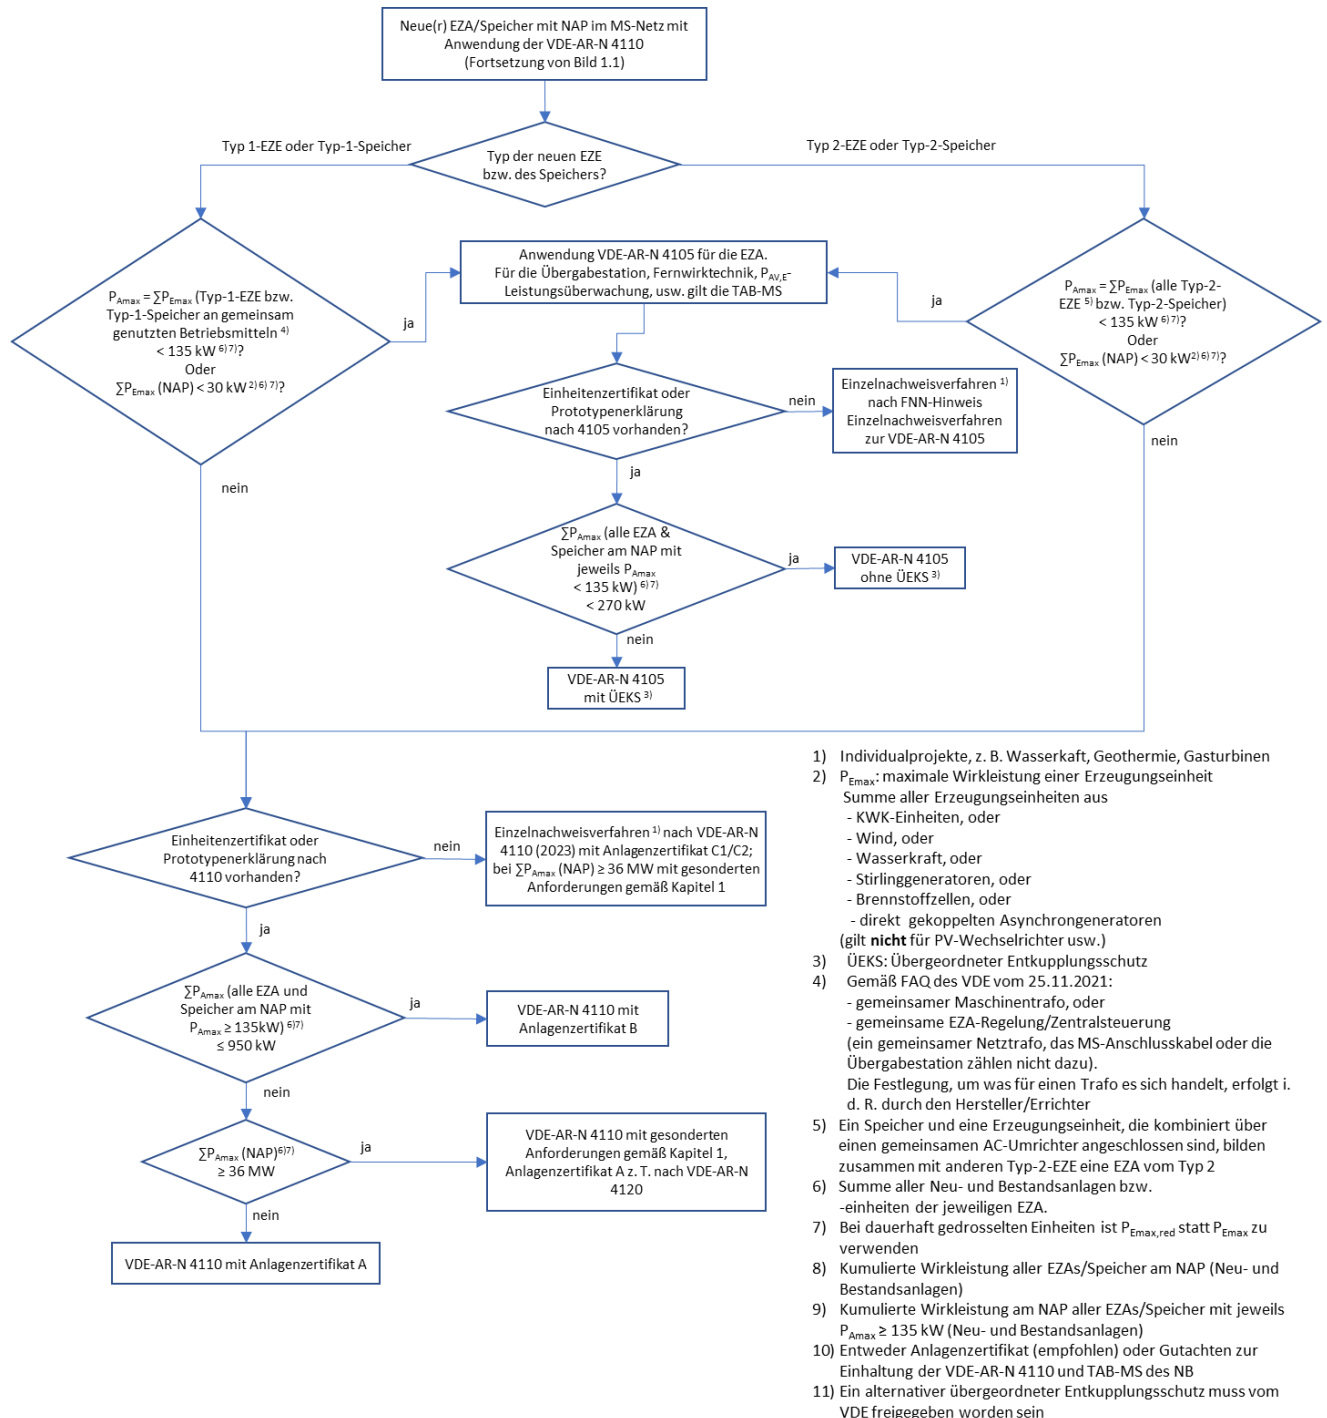 Neue(r) EZA/Speicher mit NAP im MS-Netz mit
Anwendung der VDE-AR-N 4110
(Fortsetzung von Bild 1.1)
Typ 1-EZE oder Typ-1-Speicher
Typ 2-EZE oder Typ-2-Speicher
Typ der neuen EZE
bzw. des Speichers?
Anwendung VDE-AR-N 4105 für die EZA.
Für die Übergabestation, Fernwirktechnik, P_AV,E-
Leistungsüberwachung, usw. gilt die TAB-MS
P_Amax = ∑P_Emax (Typ-1-EZE bzw.
Typ-1-Speicher an gemeinsam
genutzten Betriebsmitteln 4)
< 135 kW 6) 7)?
Oder
∑P_Emax (NAP) < 30 kW 2) 6) 7)?
ja
nein
P_Amax = ∑P_Emax (alle Typ-2-
EZE 5) bzw. Typ-2-Speicher)
< 135 kW 6) 7)?
Oder
∑P_Emax (NAP) < 30 kW 2) 6) 7)?
ja
nein
Einheitenzertifikat oder
Prototypenerklärung
nach 4105 vorhanden?
nein
Einzelnachweisverfahren 1)
nach FNN-Hinweis
Einzelnachweisverfahren
zur VDE-AR-N 4105
ja
∑P_Amax (alle EZA &
Speicher am NAP mit
jeweils P_Amax
< 135 kW) 6) 7)
< 270 kW
ja
VDE-AR-N 4105
ohne ÜEKS 3)
nein
VDE-AR-N 4105
mit ÜEKS 3)
Einheitenzertifikat oder
Prototypenerklärung nach
4110 vorhanden?
nein
Einzelnachweisverfahren 1) nach VDE-AR-N
4110 (2023) mit Anlagenzertifikat C1/C2;
bei ∑P_Amax (NAP) ≥ 36 MW mit gesonderten
Anforderungen gemäß Kapitel 1
ja
∑P_Amax (alle EZA und
Speicher am NAP mit
P_Amax ≥ 135kW) 6) 7)
≤ 950 kW
ja
VDE-AR-N 4110 mit
Anlagenzertifikat B
nein
∑P_Amax (NAP) 6) 7)
≥ 36 MW
ja
VDE-AR-N 4110 mit gesonderten
Anforderungen gemäß Kapitel 1,
Anlagenzertifikat A z. T. nach VDE-AR-N
4120
nein
VDE-AR-N 4110 mit Anlagenzertifikat A
1) Individualprojekte, z. B. Wasserkaft, Geothermie, Gasturbinen
2) P_Emax: maximale Wirkleistung einer Erzeugungseinheit
Summe aller Erzeugungseinheiten aus
- KWK-Einheiten, oder
- Wind, oder
- Wasserkraft, oder
- Stirlinggeneratoren, oder
- Brennstoffzellen, oder
- direkt gekoppelten Asynchrongeneratoren
(gilt nicht für PV-Wechselrichter usw.)
3) ÜEKS: Übergeordneter Entkupplungsschutz
4) Gemäß FAQ des VDE vom 25.11.2021:
- gemeinsamer Maschinentrafo, oder
- gemeinsame EZA-Regelung/Zentralsteuerung
(ein gemeinsamer Netztrafo, das MS-Anschlusskabel oder die
Übergabestation zählen nicht dazu).
Die Festlegung, um was für einen Trafo es sich handelt, erfolgt i.
d. R. durch den Hersteller/Errichter
5) Ein Speicher und eine Erzeugungseinheit, die kombiniert über
einen gemeinsamen AC-Umrichter angeschlossen sind, bilden
zusammen mit anderen Typ-2-EZE eine EZA vom Typ 2
6) Summe aller Neu- und Bestandsanlagen bzw.
-einheiten der jeweiligen EZA.
7) Bei dauerhaft gedrosselten Einheiten ist P_Emax,red statt P_Emax zu
verwenden
8) Kumulierte Wirkleistung aller EZAs/Speicher am NAP (Neu- und
Bestandsanlagen)
9) Kumulierte Wirkleistung am NAP aller EZAs/Speicher mit jeweils
P_Amax ≥ 135 kW (Neu- und Bestandsanlagen)
10) Entweder Anlagenzertifikat (empfohlen) oder Gutachten zur
Einhaltung der VDE-AR-N 4110 und TAB-MS des NB
11) Ein alternativer übergeordneter Entkupplungsschutz muss vom
VDE freigegeben worden sein